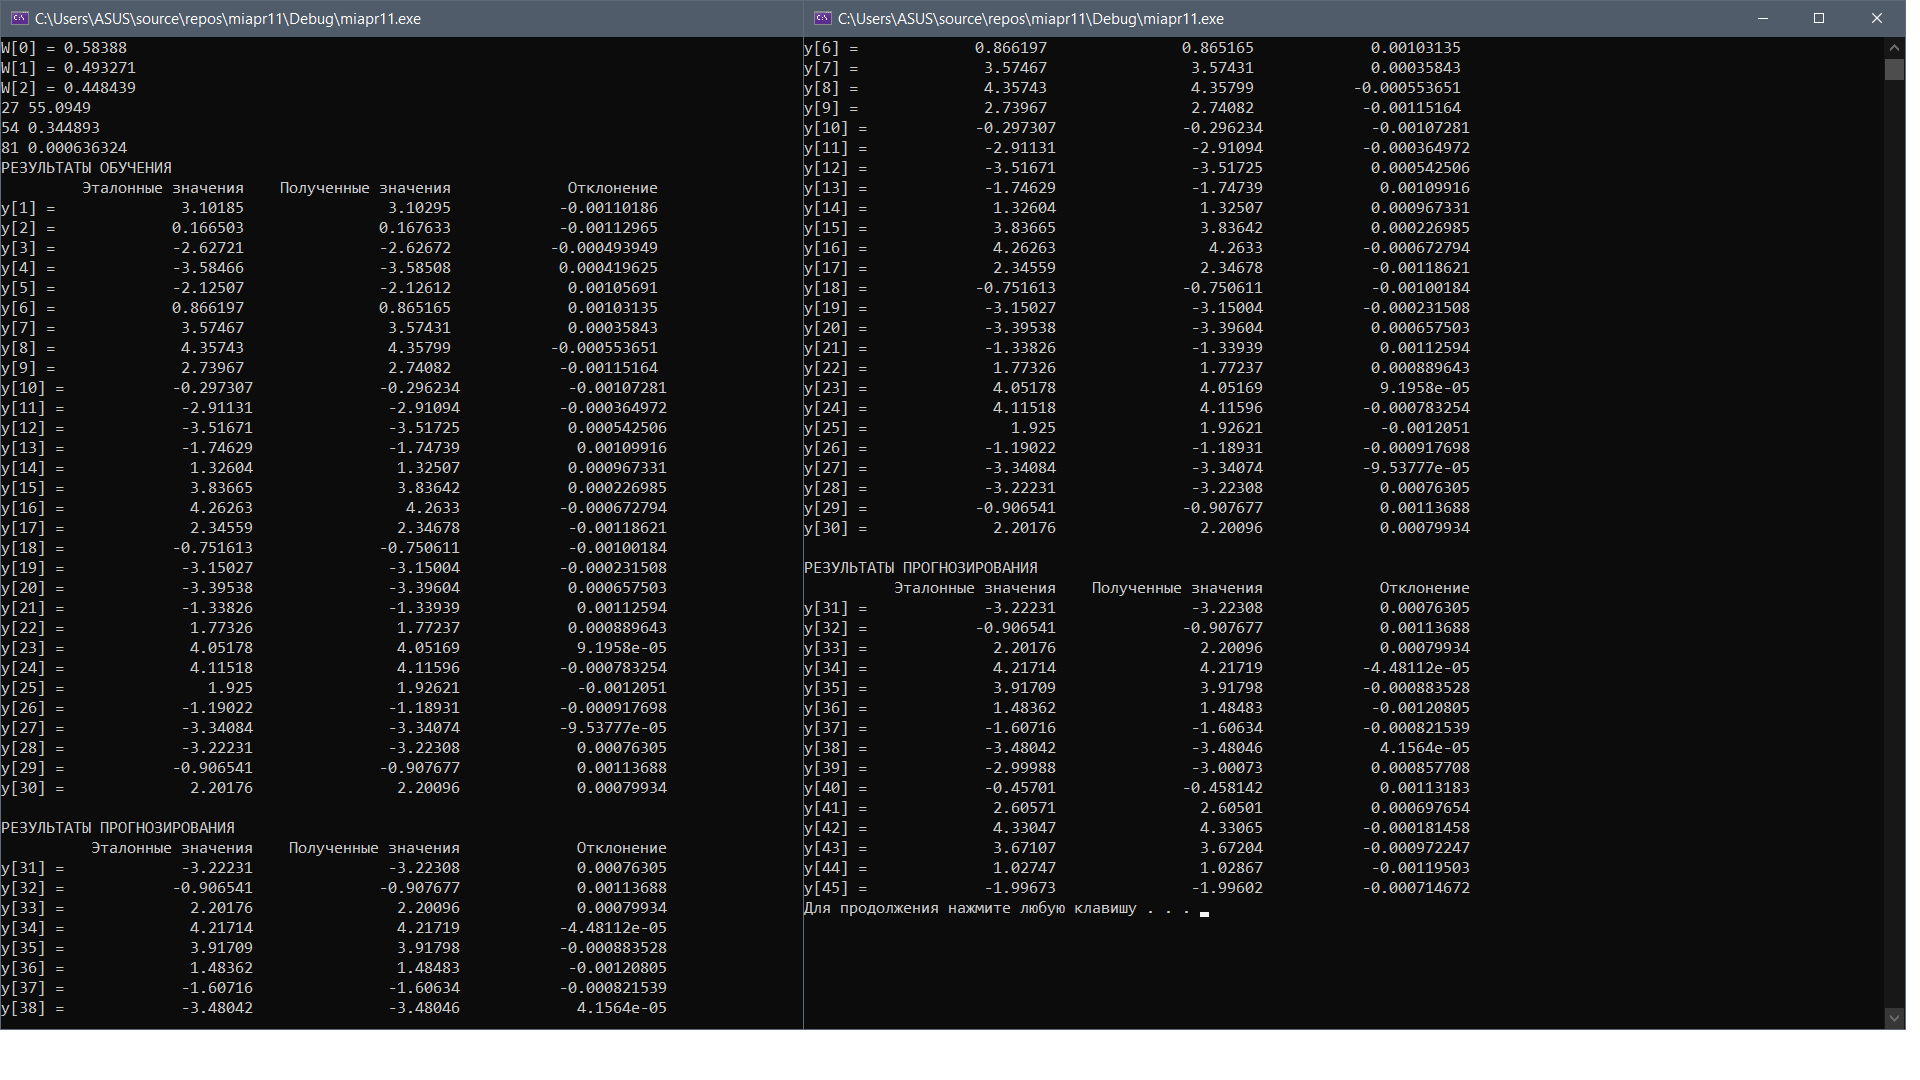 C:\Users\ASUS\source\repos\miapr11\Debug\miapr11.exe
W[0] = 0.58388
W[1] = 0.493271
W[2] = 0.448439
27 55.0949
54 0.344893
81 0.000636324
РЕЗУЛЬТАТЫ ОБУЧЕНИЯ
Эталонные значения Полученные значения Отклонение
y[1] = 3.10185 3.10295 -0.00110186
y[2] = 0.166503 0.167633 -0.00112965
y[3] = -2.62721 -2.62672 -0.000493949
y[4] = -3.58466 -3.58508 0.000419625
y[5] = -2.12507 -2.12612 0.00105691
y[6] = 0.866197 0.865165 0.00103135
y[7] = 3.57467 3.57431 0.00035843
y[8] = 4.35743 4.35799 -0.000553651
y[9] = 2.73967 2.74082 -0.00115164
y[10] = -0.297307 -0.296234 -0.00107281
y[11] = -2.91131 -2.91094 -0.000364972
y[12] = -3.51671 -3.51725 0.000542506
y[13] = -1.74629 -1.74739 0.00109916
y[14] = 1.32604 1.32507 0.000967331
y[15] = 3.83665 3.83642 0.000226985
y[16] = 4.26263 4.2633 -0.000672794
y[17] = 2.34559 2.34678 -0.00118621
y[18] = -0.751613 -0.750611 -0.00100184
y[19] = -3.15027 -3.15004 -0.000231508
y[20] = -3.39538 -3.39604 0.000657503
y[21] = -1.33826 -1.33939 0.00112594
y[22] = 1.77326 1.77237 0.000889643
y[23] = 4.05178 4.05169 9.1958e-05
y[24] = 4.11518 4.11596 -0.000783254
y[25] = 1.925 1.92621 -0.0012051
y[26] = -1.19022 -1.18931 -0.000917698
y[27] = -3.34084 -3.34074 -9.53777e-05
y[28] = -3.22231 -3.22308 0.00076305
y[29] = -0.906541 -0.907677 0.00113688
y[30] = 2.20176 2.20096 0.00079934
РЕЗУЛЬТАТЫ ПРОГНОЗИРОВАНИЯ
Эталонные значения Полученные значения Отклонение
y[31] = -3.22231 -3.22308 0.00076305
y[32] = -0.906541 -0.907677 0.00113688
y[33] = 2.20176 2.20096 0.00079934
y[34] = 4.21714 4.21719 -4.48112e-05
y[35] = 3.91709 3.91798 -0.000883528
y[36] = 1.48362 1.48483 -0.00120805
y[37] = -1.60716 -1.60634 -0.000821539
y[38] = -3.48042 -3.48046 4.1564e-05
C:\Users\ASUS\source\repos\miapr11\Debug\miapr11.exe
y[6] = 0.866197 0.865165 0.00103135
y[7] = 3.57467 3.57431 0.00035843
y[8] = 4.35743 4.35799 -0.000553651
y[9] = 2.73967 2.74082 -0.00115164
y[10] = -0.297307 -0.296234 -0.00107281
y[11] = -2.91131 -2.91094 -0.000364972
y[12] = -3.51671 -3.51725 0.000542506
y[13] = -1.74629 -1.74739 0.00109916
y[14] = 1.32604 1.32507 0.000967331
y[15] = 3.83665 3.83642 0.000226985
y[16] = 4.26263 4.2633 -0.000672794
y[17] = 2.34559 2.34678 -0.00118621
y[18] = -0.751613 -0.750611 -0.00100184
y[19] = -3.15027 -3.15004 -0.000231508
y[20] = -3.39538 -3.39604 0.000657503
y[21] = -1.33826 -1.33939 0.00112594
y[22] = 1.77326 1.77237 0.000889643
y[23] = 4.05178 4.05169 9.1958e-05
y[24] = 4.11518 4.11596 -0.000783254
y[25] = 1.925 1.92621 -0.0012051
y[26] = -1.19022 -1.18931 -0.000917698
y[27] = -3.34084 -3.34074 -9.53777e-05
y[28] = -3.22231 -3.22308 0.00076305
y[29] = -0.906541 -0.907677 0.00113688
y[30] = 2.20176 2.20096 0.00079934
РЕЗУЛЬТАТЫ ПРОГНОЗИРОВАНИЯ
Эталонные значения Полученные значения Отклонение
y[31] = -3.22231 -3.22308 0.00076305
y[32] = -0.906541 -0.907677 0.00113688
y[33] = 2.20176 2.20096 0.00079934
y[34] = 4.21714 4.21719 -4.48112e-05
y[35] = 3.91709 3.91798 -0.000883528
y[36] = 1.48362 1.48483 -0.00120805
y[37] = -1.60716 -1.60634 -0.000821539
y[38] = -3.48042 -3.48046 4.1564e-05
y[39] = -2.99988 -3.00073 0.000857708
y[40] = -0.45701 -0.458142 0.00113183
y[41] = 2.60571 2.60501 0.000697654
y[42] = 4.33047 4.33065 -0.000181458
y[43] = 3.67107 3.67204 -0.000972247
y[44] = 1.02747 1.02867 -0.00119503
y[45] = -1.99673 -1.99602 -0.000714672
Для продолжения нажмите любую клавишу . . .